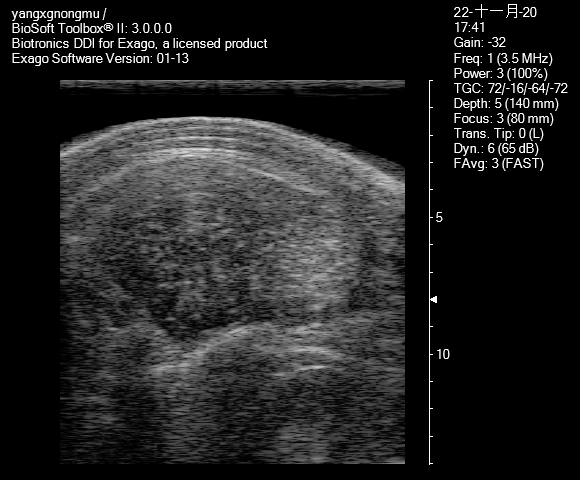 yangxgnongmu /
BioSoft Toolbox® II: 3.0.0.0
Biotronics DDI for Exago, a licensed product
Exago Software Version: 01-13
22-十一月-20
17:41
Gain: -32
Freq: 1 (3.5 MHz)
Power: 3 (100%)
TGC: 72/-16/-64/-72
Depth: 5 (140 mm)
Focus: 3 (80 mm)
Trans. Tip: 0 (L)
Dyn.: 6 (65 dB)
FAvg: 3 (FAST)
5
10